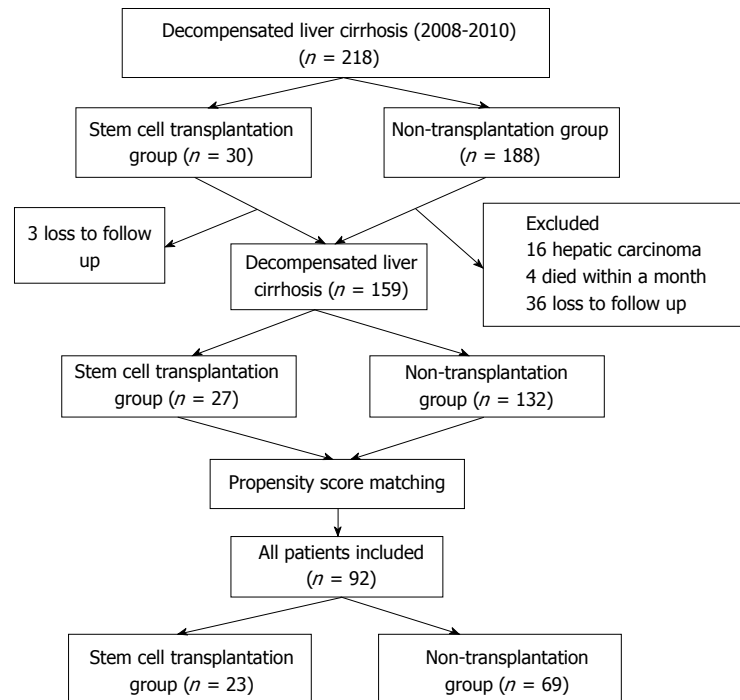 Decompensated liver cirrhosis (2008-2010)
(n = 218)
Stem cell transplantation
group (n = 30)
Non-transplantation group
(n = 188)
3 loss to follow
up
Excluded
16 hepatic carcinoma
4 died within a month
36 loss to follow up
Decompensated liver
cirrhosis (n = 159)
Stem cell transplantation
group (n = 27)
Non-transplantation
group (n = 132)
Propensity score matching
All patients included
(n = 92)
Stem cell transplantation
group (n = 23)
Non-transplantation
group (n = 69)